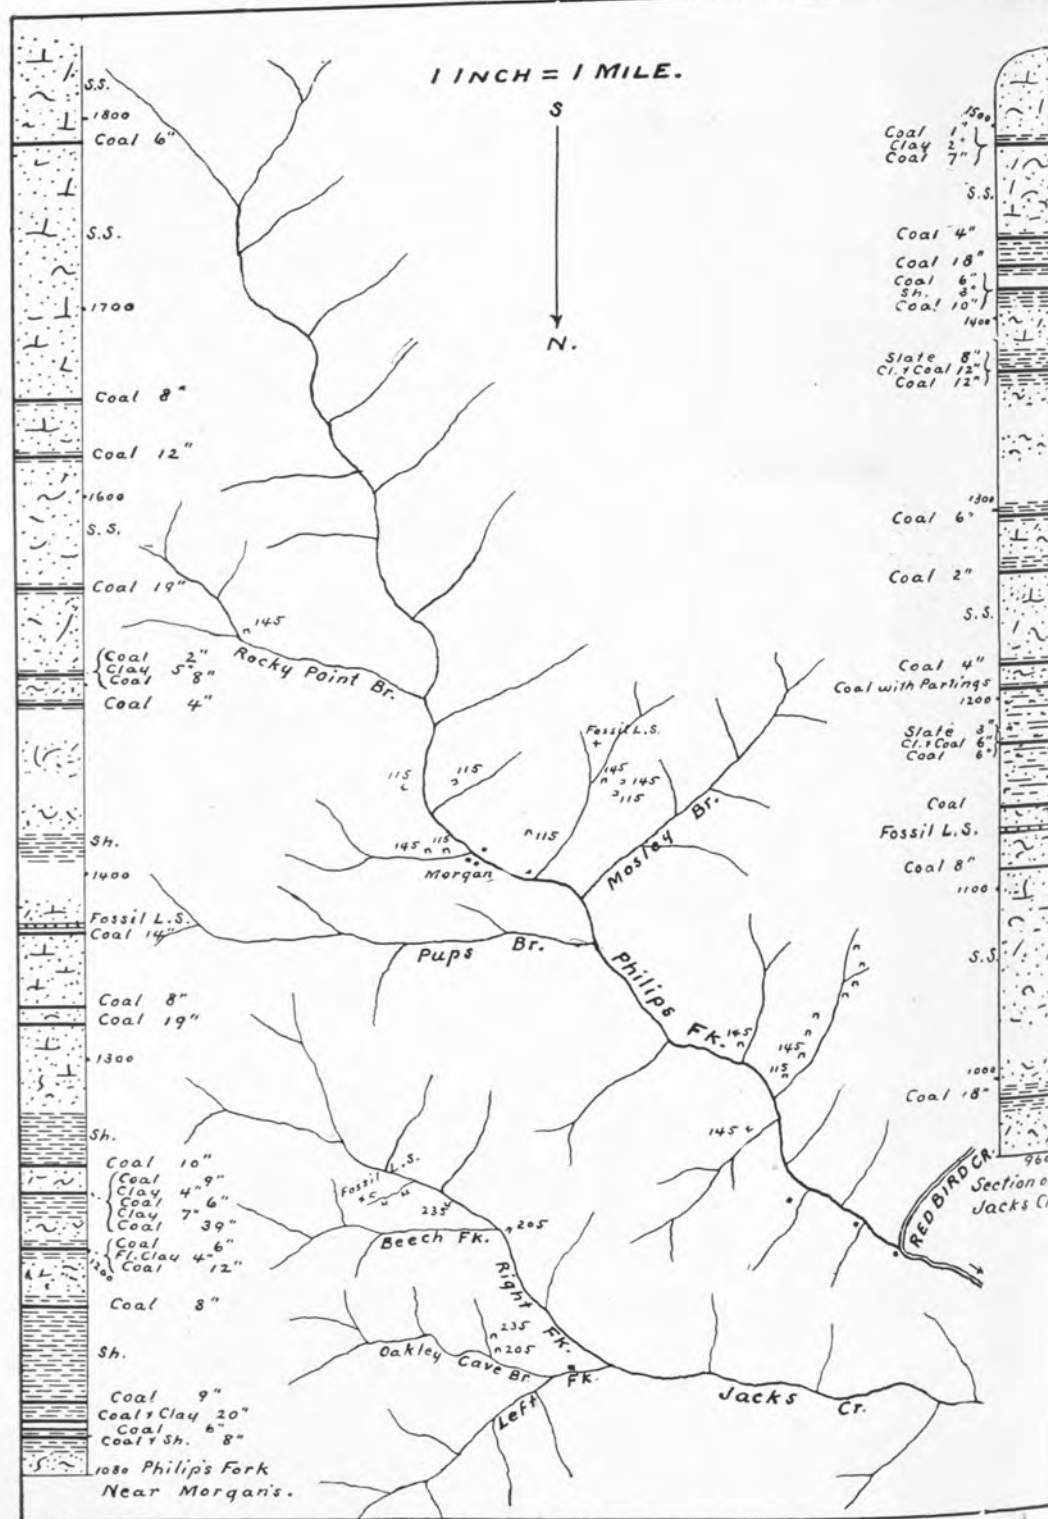 1 INCH = 1 MILE.
S
N.
S.S.
1800
Coal 6"
S.S.
1700
Coal 8"
Coal 12"
1600
S.S.
Coal 19"
Coal 2"
Clay 5"
Coal 8"
Coal 4"
Sh.
1400
Fossil L.S.
Coal 14"
Coal 8"
Coal 19"
1300
Sh.
Coal 10"
Coal 9"
Clay 4"
Coal 6"
Clay 7"
Coal 39"
Coal 6"
Fl. Clay 4"
Coal 12"
1200
Coal 8"
Sh.
Coal 9"
Coal & Clay 20"
Coal 6"
Coal & Sh. 8"
1080 Philip's Fork
Near Morgan's.
145
Rocky Point Br.
115
115
Fossil L.S.
145
145
115
115
Mosley Br.
145 115
Morgan
Pups Br.
Philips Fk.
145
145
115
145
Fossil L.S.
+5
235
205
Beech Fk.
Right Fk.
235
205
Oakley Cave Br.
Left Fk.
Jacks Cr.
RED BIRD CR.
1500
Coal 1"
Clay 2"
Coal 7"
S.S.
Coal 4"
Coal 18"
Coal 6"
Sh. 3"
Coal 10"
1400
Slate 8"
Cl. & Coal 12"
Coal 12"
1300
Coal 6"
Coal 2"
S.S.
Coal 4"
Coal with Partings
1200
Slate 3"
Cl. & Coal 6"
Coal 6"
Coal
Fossil L.S.
Coal 8"
1100
S.S.
1000
Coal 18"
960
Section o
Jacks C